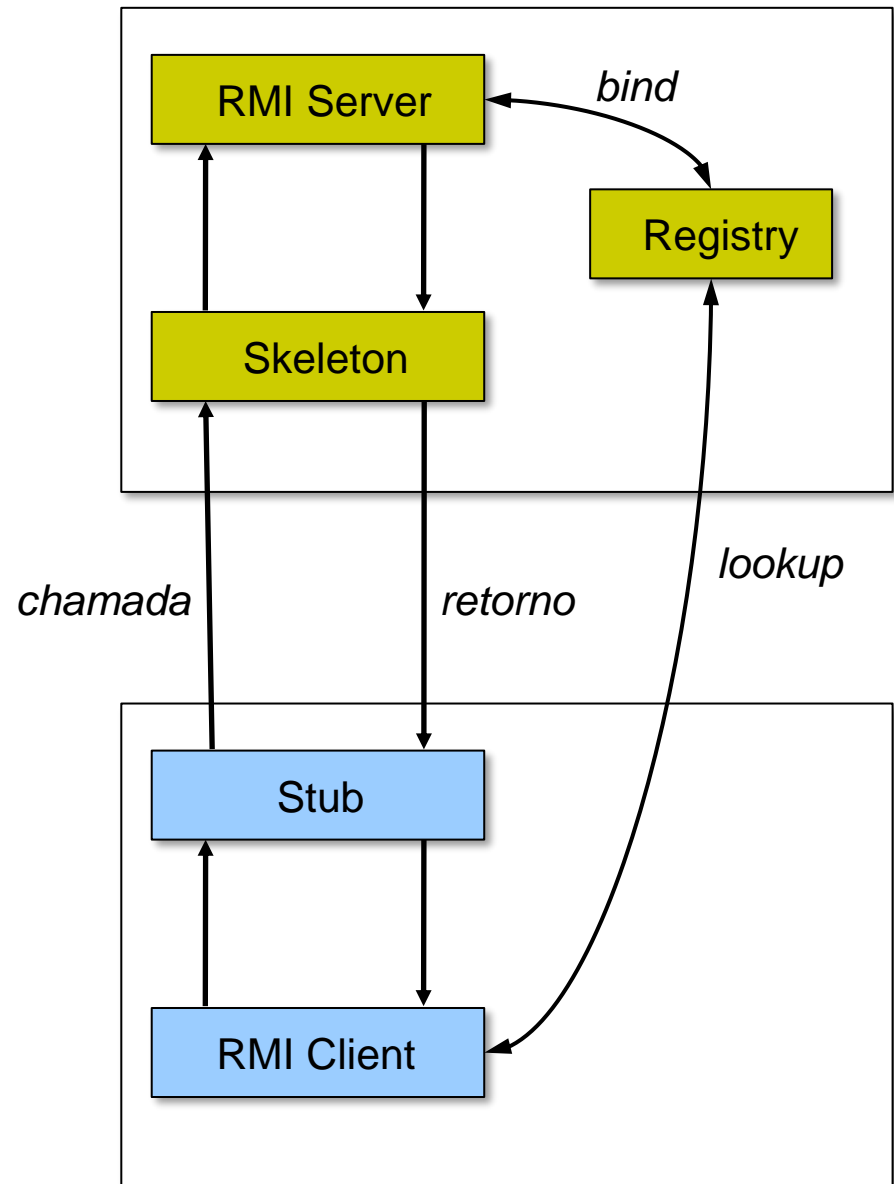 RMI Server
bind
Registry
Skeleton
lookup
chamada
retorno
Stub
RMI Client